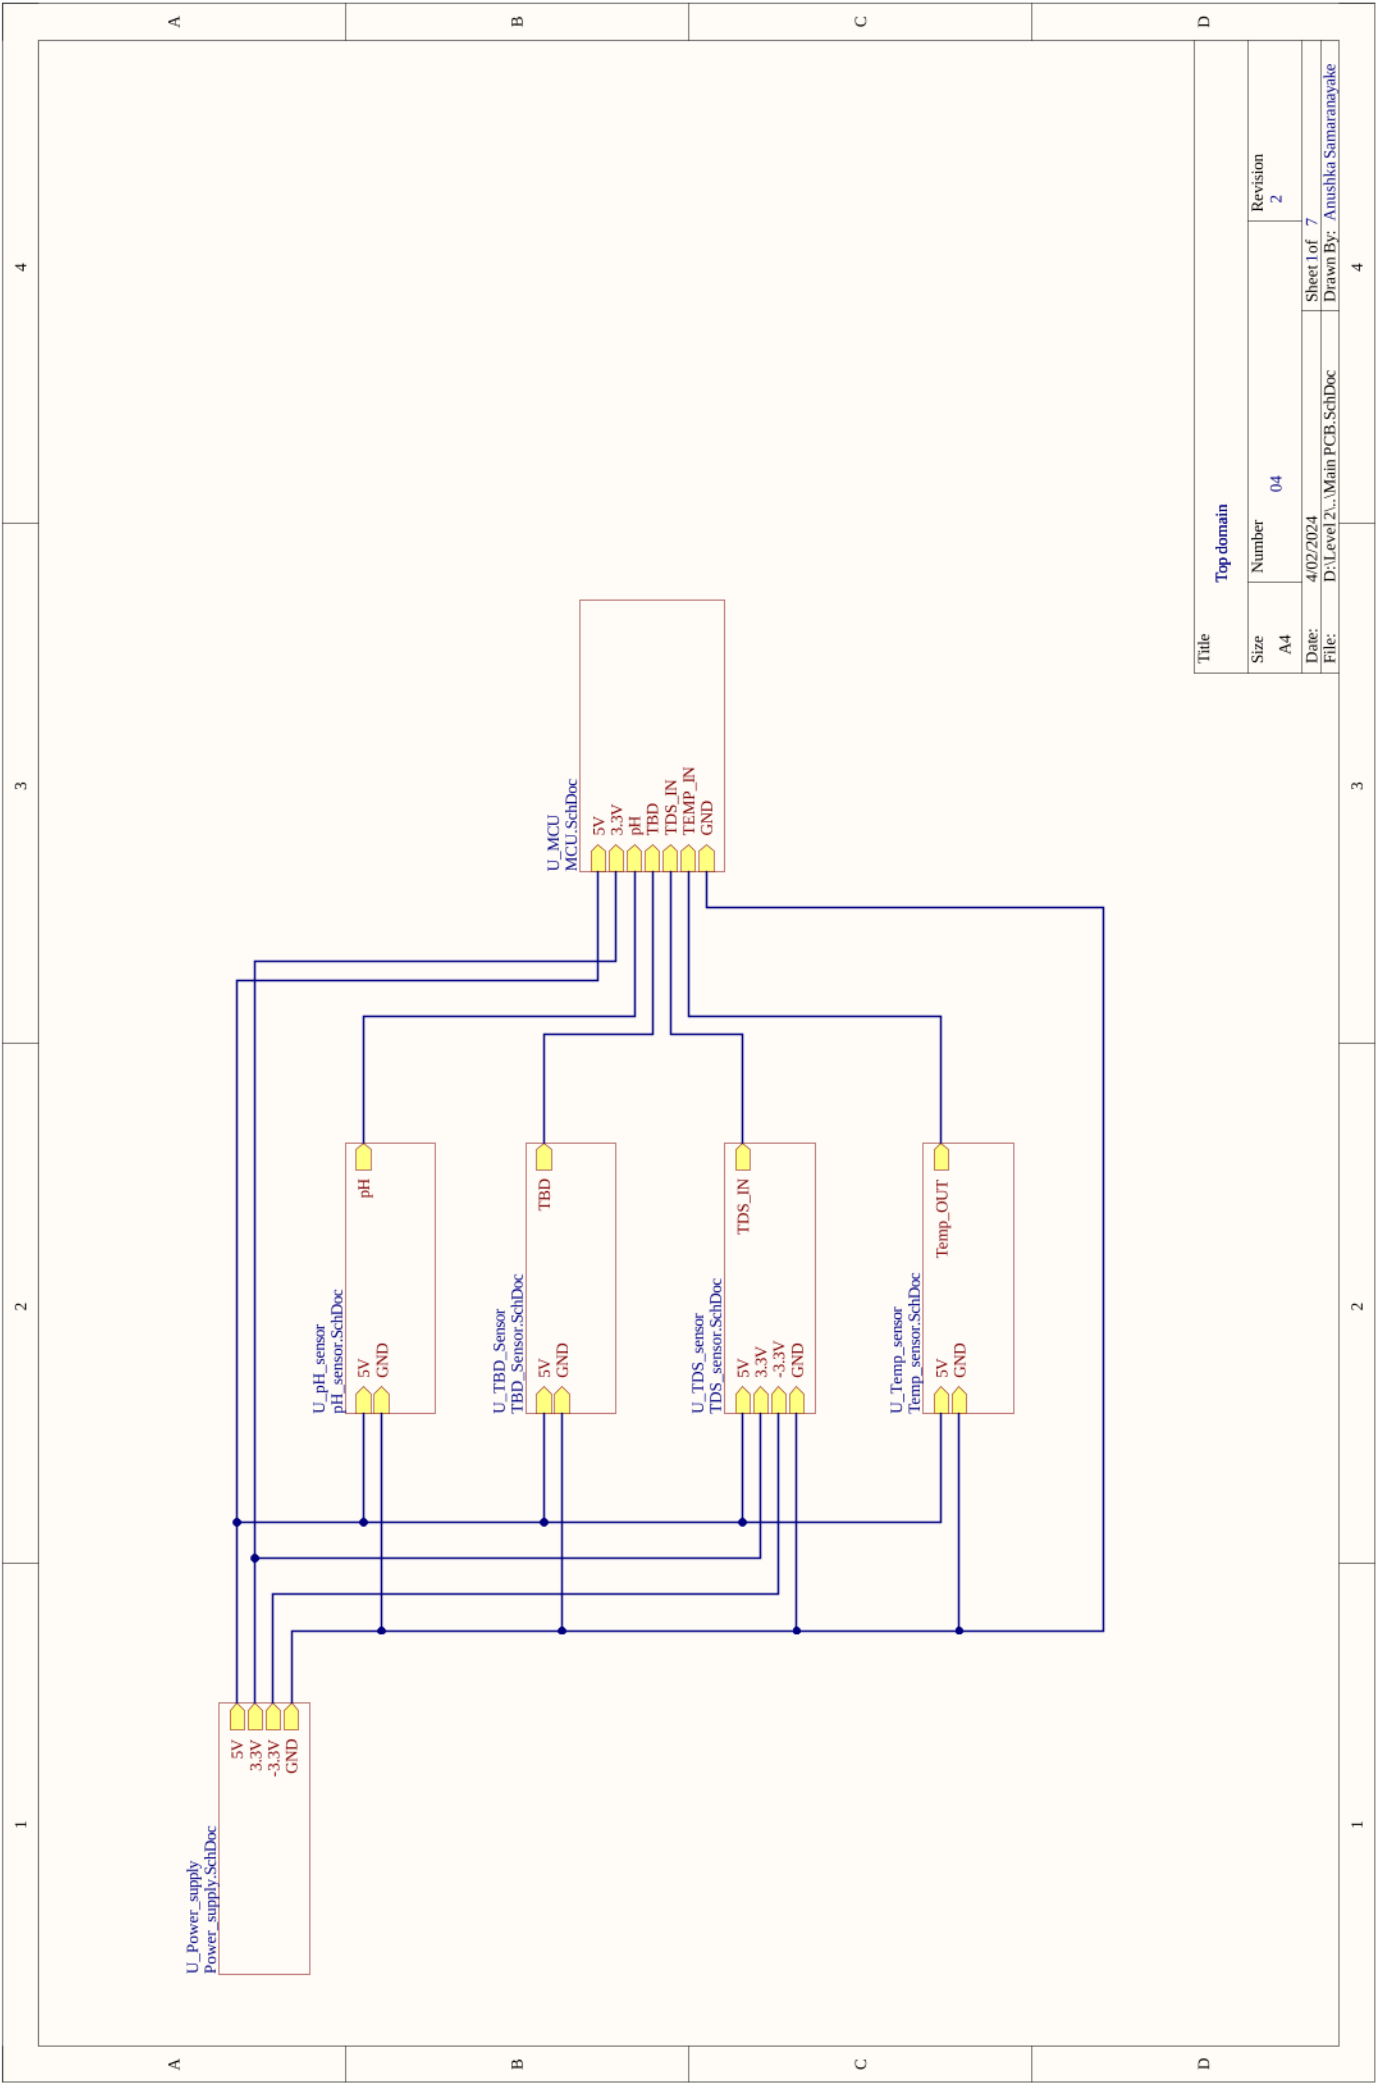 1
2
3
4
A
A
B
B
C
C
D
D
U_Power_supply
Power_supply.SchDoc
5V
3.3V
-3.3V
GND
U_pH_sensor
pH_sensor.SchDoc
5V
GND
pH
U_TBD_Sensor
TBD_Sensor.SchDoc
5V
GND
TBD
U_TDS_sensor
TDS_sensor.SchDoc
5V
3.3V
-3.3V
GND
TDS_IN
U_Temp_sensor
Temp_sensor.SchDoc
5V
GND
Temp_OUT
U_MCU
MCU.SchDoc
5V
3.3V
pH
TBD
TDS_IN
TEMP_IN
GND
Title
Top domain
Size Number Revision
A4 04 2
Date: 4/02/2024 Sheet 1 of 7
File: D:\Level 2\..\Main PCB.SchDoc Drawn By: Anushka Samaranayake
1
2
3
4